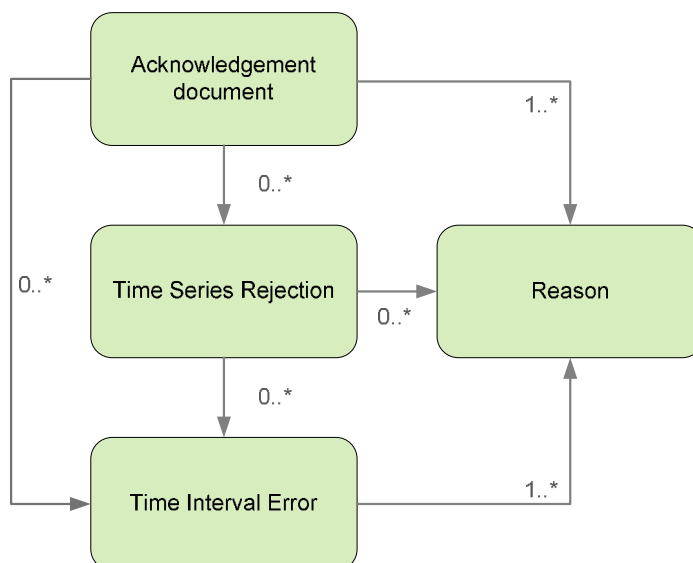 Acknowledgement
document
1..*
0..*
0..*
Time Series Rejection
0..*
Reason
0..*
Time Interval Error
1..*